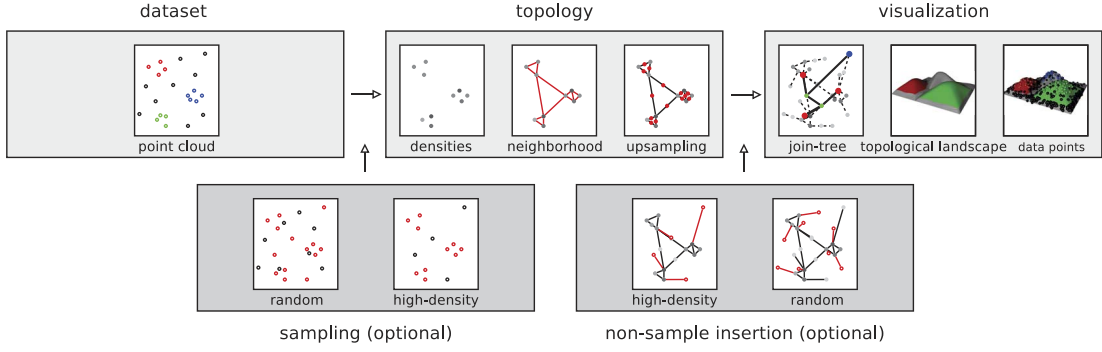 dataset
topology
visualization
point cloud
densities
neighborhood
upsampling
join-tree
topological landscape
data points
random
high-density
high-density
random
sampling (optional)
non-sample insertion (optional)